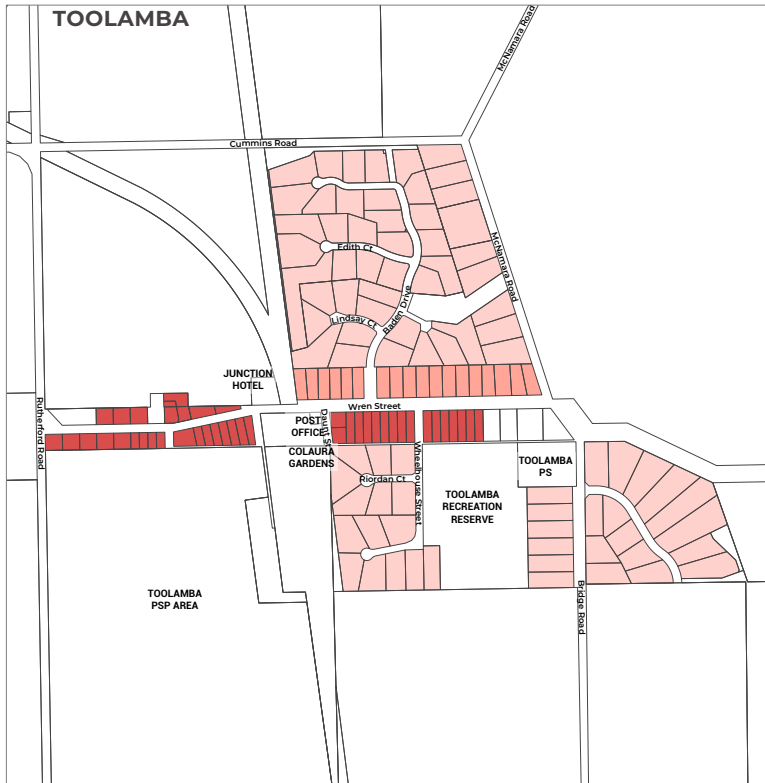 TOOLAMBA
McNamara Road
Cummins Road
Edith Ct
McNamara Road
Baden Drive
Lindsay Ct
JUNCTION
HOTEL
Wren Street
Rutherford Road
POST
OFFICE
Daunt St
COLAURA
GARDENS
Wheelhouse Street
Riordan Ct
TOOLAMBA
PS
TOOLAMBA
RECREATION
RESERVE
TOOLAMBA
PSP AREA
Bridge Road